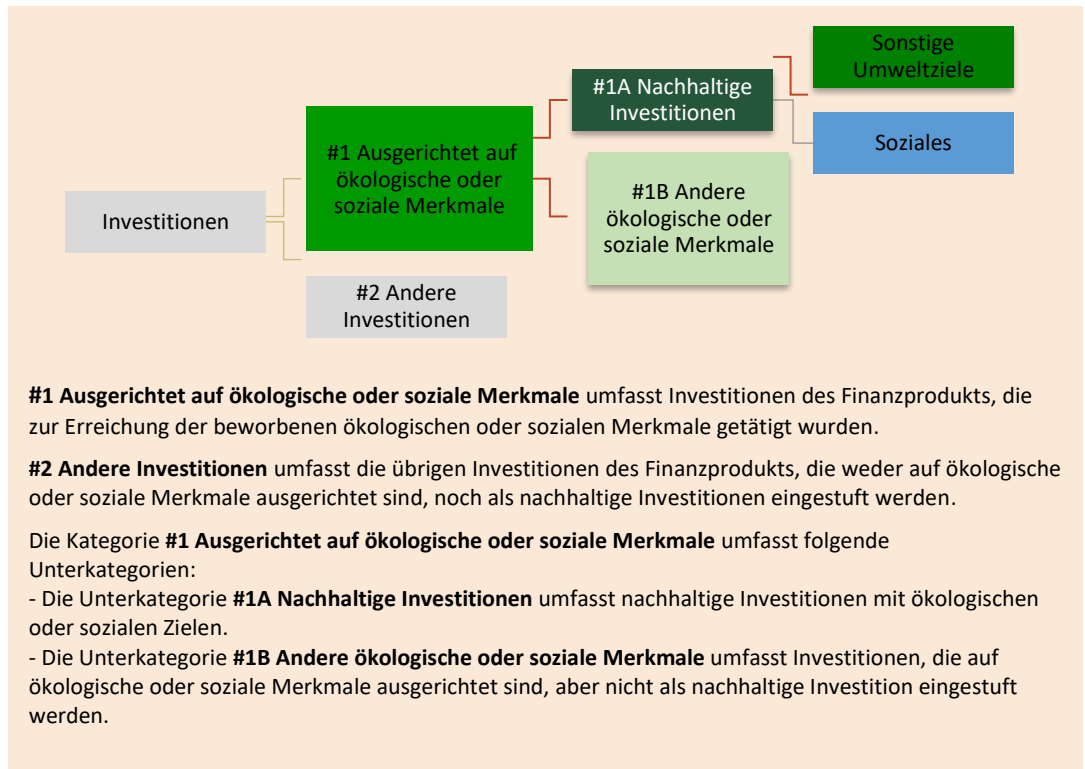 Sonstige
Umweltziele
#1A Nachhaltige
Investitionen
Soziales
#1 Ausgerichtet auf
ökologische oder
soziale Merkmale
#1B Andere
ökologische oder
soziale Merkmale
Investitionen
#2 Andere
Investitionen
#1 Ausgerichtet auf ökologische oder soziale Merkmale umfasst Investitionen des Finanzprodukts, die
zur Erreichung der beworbenen ökologischen oder sozialen Merkmale getätigt wurden.
#2 Andere Investitionen umfasst die übrigen Investitionen des Finanzprodukts, die weder auf ökologische
oder soziale Merkmale ausgerichtet sind, noch als nachhaltige Investitionen eingestuft werden.
Die Kategorie #1 Ausgerichtet auf ökologische oder soziale Merkmale umfasst folgende
Unterkategorien:
- Die Unterkategorie #1A Nachhaltige Investitionen umfasst nachhaltige Investitionen mit ökologischen
oder sozialen Zielen.
- Die Unterkategorie #1B Andere ökologische oder soziale Merkmale umfasst Investitionen, die auf
ökologische oder soziale Merkmale ausgerichtet sind, aber nicht als nachhaltige Investition eingestuft
werden.